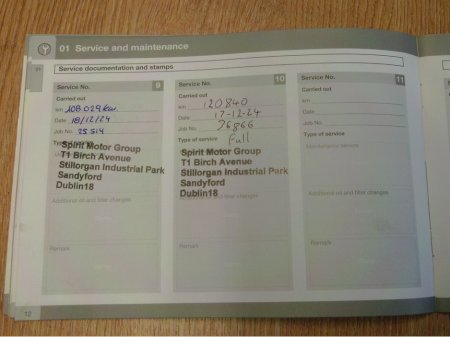 01 Service and maintenance
Service documentation and stamps
Service No. 9
Carried out
km 108.029 km
Date 18/12/24
Job No. 25514
Spirit Motor Group
T1 Birch Avenue
Stillorgan Industrial Park
Sandyford
Dublin18
Additional oil and filter changes
Remark
Service No. 10
Carried out
km 120840
Date 17-12-24
Job No. 76866
Type of service Full
Spirit Motor Group
T1 Birch Avenue
Stillorgan Industrial Park
Sandyford
Dublin18
Additional oil and filter changes
Remark
Service No. 11
Carried out
km
Date
Job No.
Type of service
Maintenance service
Additional oil and filter changes
Remark
12